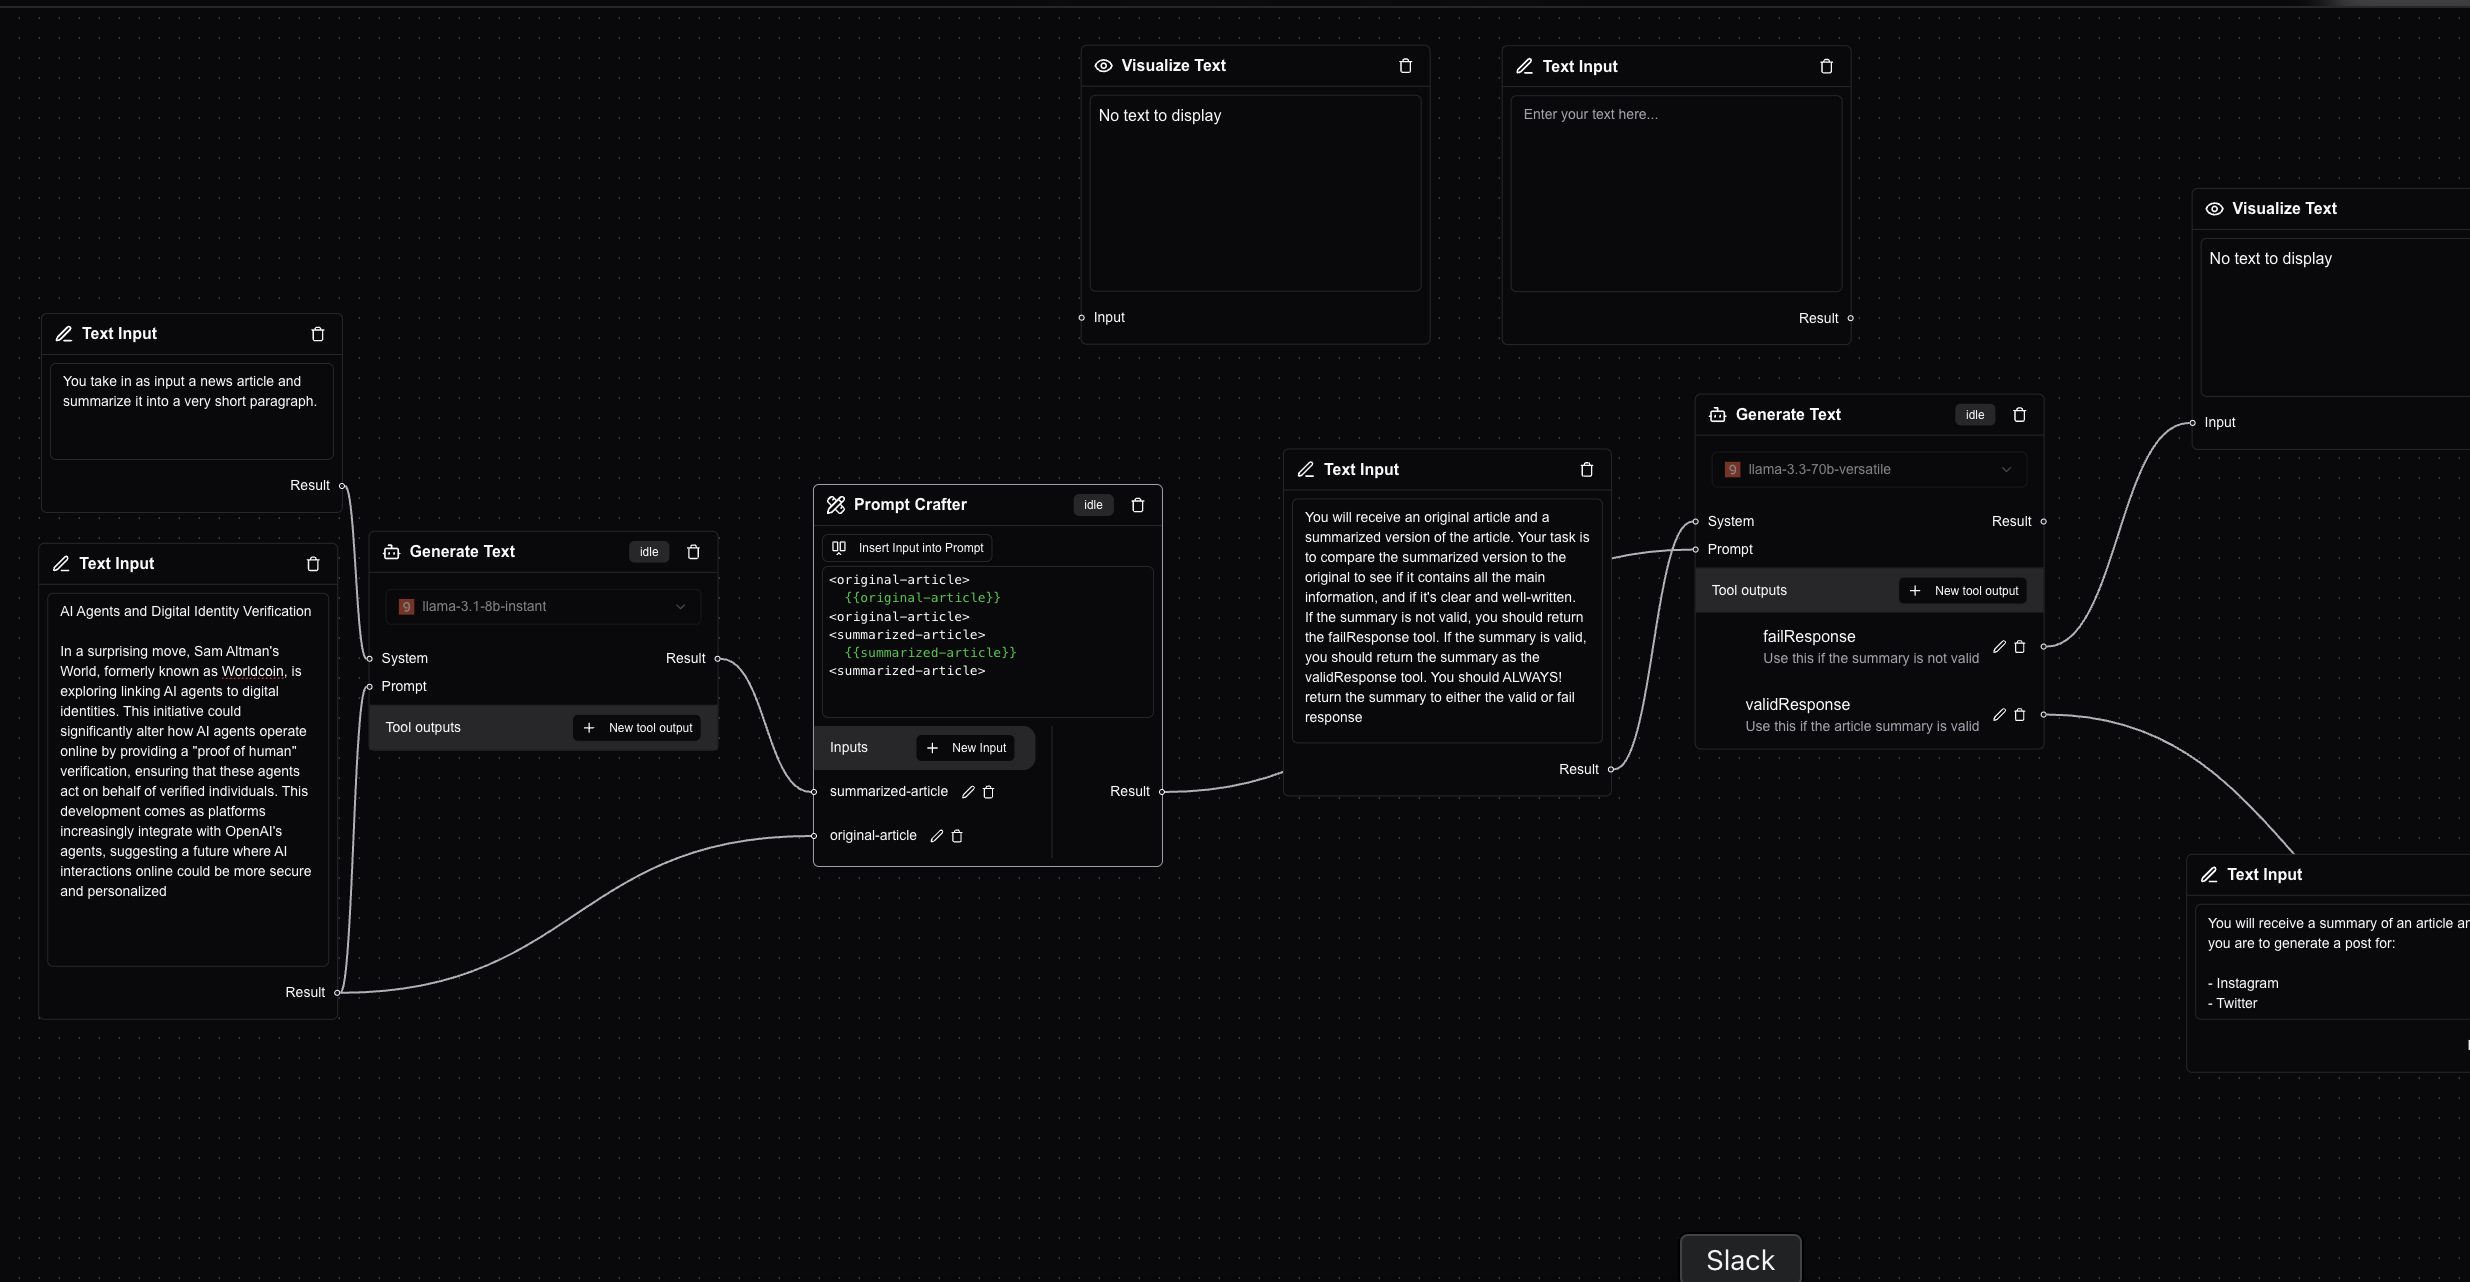 Visualize Text
No text to display
Input
Text Input
Enter your text here...
Result
Visualize Text
No text to display
Input
Text Input
You take in as input a news article and
summarize it into a very short paragraph.
Result
Text Input
AI Agents and Digital Identity Verification
In a surprising move, Sam Altman's
World, formerly known as Worldcoin, is
exploring linking AI agents to digital
identities. This initiative could
significantly alter how AI agents operate
online by providing a "proof of human"
verification, ensuring that these agents
act on behalf of verified individuals. This
development comes as platforms
increasingly integrate with OpenAI's
agents, suggesting a future where AI
interactions online could be more secure
and personalized
Result
Generate Text
idle
llama-3.1-8b-instant
System
Result
Prompt
Tool outputs
+ New tool output
Prompt Crafter
idle
Insert Input into Prompt
<original-article>
{{original-article}}
<original-article>
<summarized-article>
{{summarized-article}}
<summarized-article>
Inputs
+ New Input
summarized-article
Result
original-article
Text Input
You will receive an original article and a
summarized version of the article. Your task is
to compare the summarized version to the
original to see if it contains all the main
information, and if it's clear and well-written.
If the summary is not valid, you should return
the failResponse tool. If the summary is valid,
you should return the summary as the
validResponse tool. You should ALWAYS!
return the summary to either the valid or fail
response
Result
Generate Text
idle
llama-3.3-70b-versatile
System
Result
Prompt
Tool outputs
+ New tool output
failResponse
Use this if the summary is not valid
validResponse
Use this if the article summary is valid
Text Input
You will receive a summary of an article
you are to generate a post for:
- Instagram
- Twitter
Slack